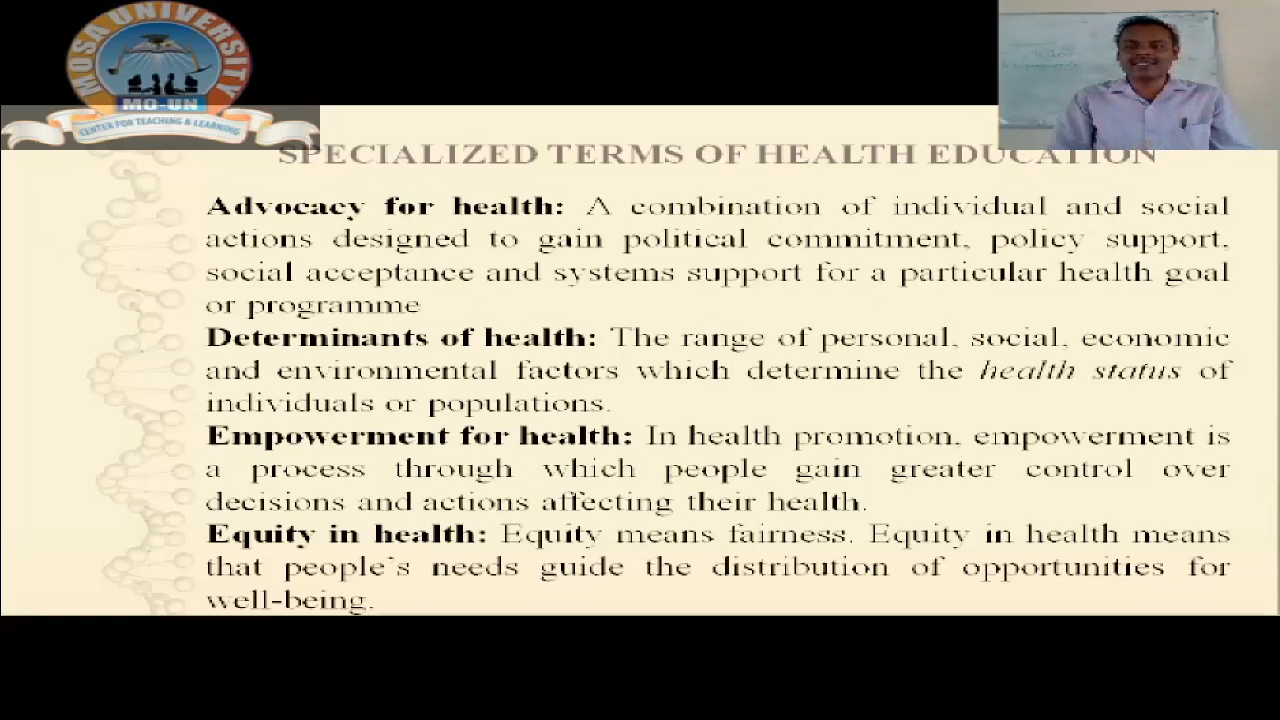 MOSA UNIVERSITY
MO-UN
CENTER FOR TEACHING & LEARNING
SPECIALIZED TERMS OF HEALTH EDUCATION
Advocacy for health: A combination of individual and social
actions designed to gain political commitment, policy support,
social acceptance and systems support for a particular health goal
or programme
Determinants of health: The range of personal, social, economic
and environmental factors which determine the health status of
individuals or populations.
Empowerment for health: In health promotion, empowerment is
a process through which people gain greater control over
decisions and actions affecting their health.
Equity in health: Equity means fairness. Equity in health means
that people's needs guide the distribution of opportunities for
well-being.